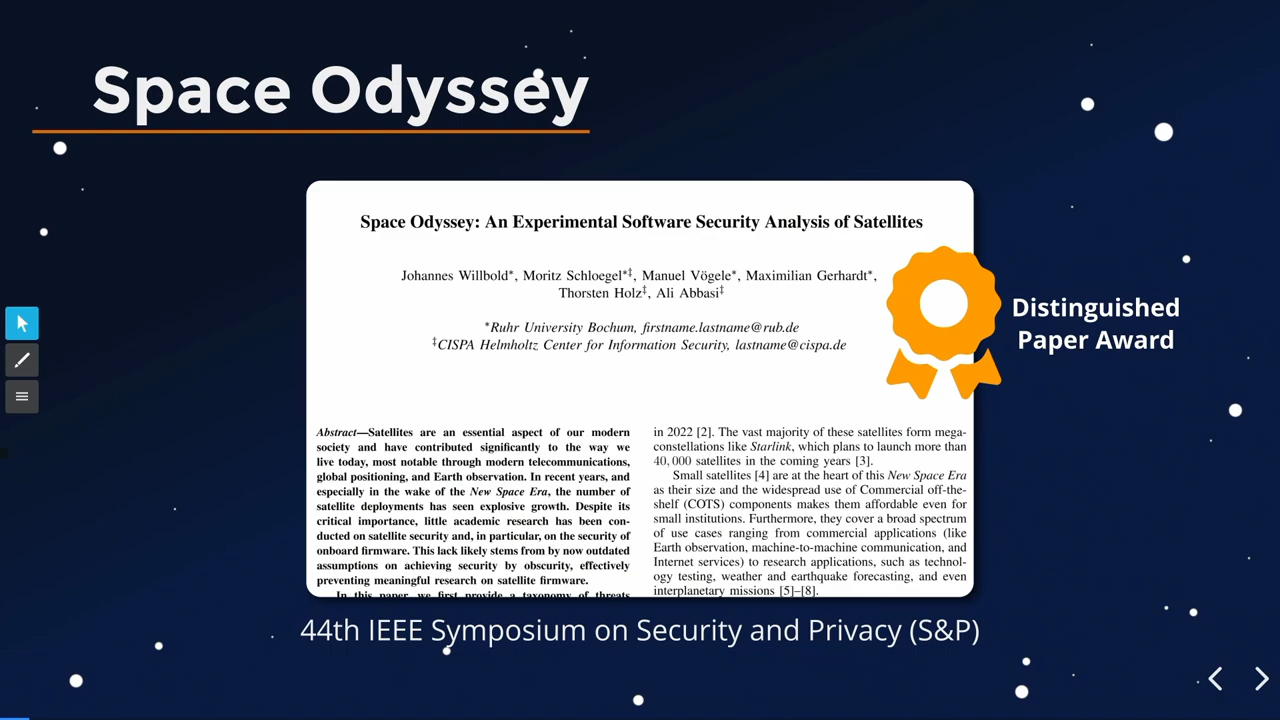 Space Odyssey
Space Odyssey: An Experimental Software Security Analysis of Satellites
Johannes Willbold*, Moritz Schloegel*‡, Manuel Vögele*, Maximilian Gerhardt*,
Thorsten Holz‡, Ali Abbasi‡
*Ruhr University Bochum, firstname.lastname@rub.de
‡CISPA Helmholtz Center for Information Security, lastname@cispa.de
Distinguished
Paper Award
Abstract—Satellites are an essential aspect of our modern
society and have contributed significantly to the way we
live today, most notable through modern telecommunications,
global positioning, and Earth observation. In recent years, and
especially in the wake of the New Space Era, the number of
satellite deployments has seen explosive growth. Despite its
critical importance, little academic research has been con-
ducted on satellite security and, in particular, on the security of
onboard firmware. This lack likely stems from by now outdated
assumptions on achieving security by obscurity, effectively
preventing meaningful research on satellite firmware.
In this paper, we first provide a taxonomy of threats
in 2022 [2]. The vast majority of these satellites form mega-
constellations like Starlink, which plans to launch more than
40,000 satellites in the coming years [3].
Small satellites [4] are at the heart of this New Space Era
as their size and the widespread use of Commercial off-the-
shelf (COTS) components makes them affordable even for
small institutions. Furthermore, they cover a broad spectrum
of use cases ranging from commercial applications (like
Earth observation, machine-to-machine communication, and
Internet services) to research applications, such as technol-
ogy testing, weather and earthquake forecasting, and even
interplanetary missions [5]–[8].
44th IEEE Symposium on Security and Privacy (S&P)